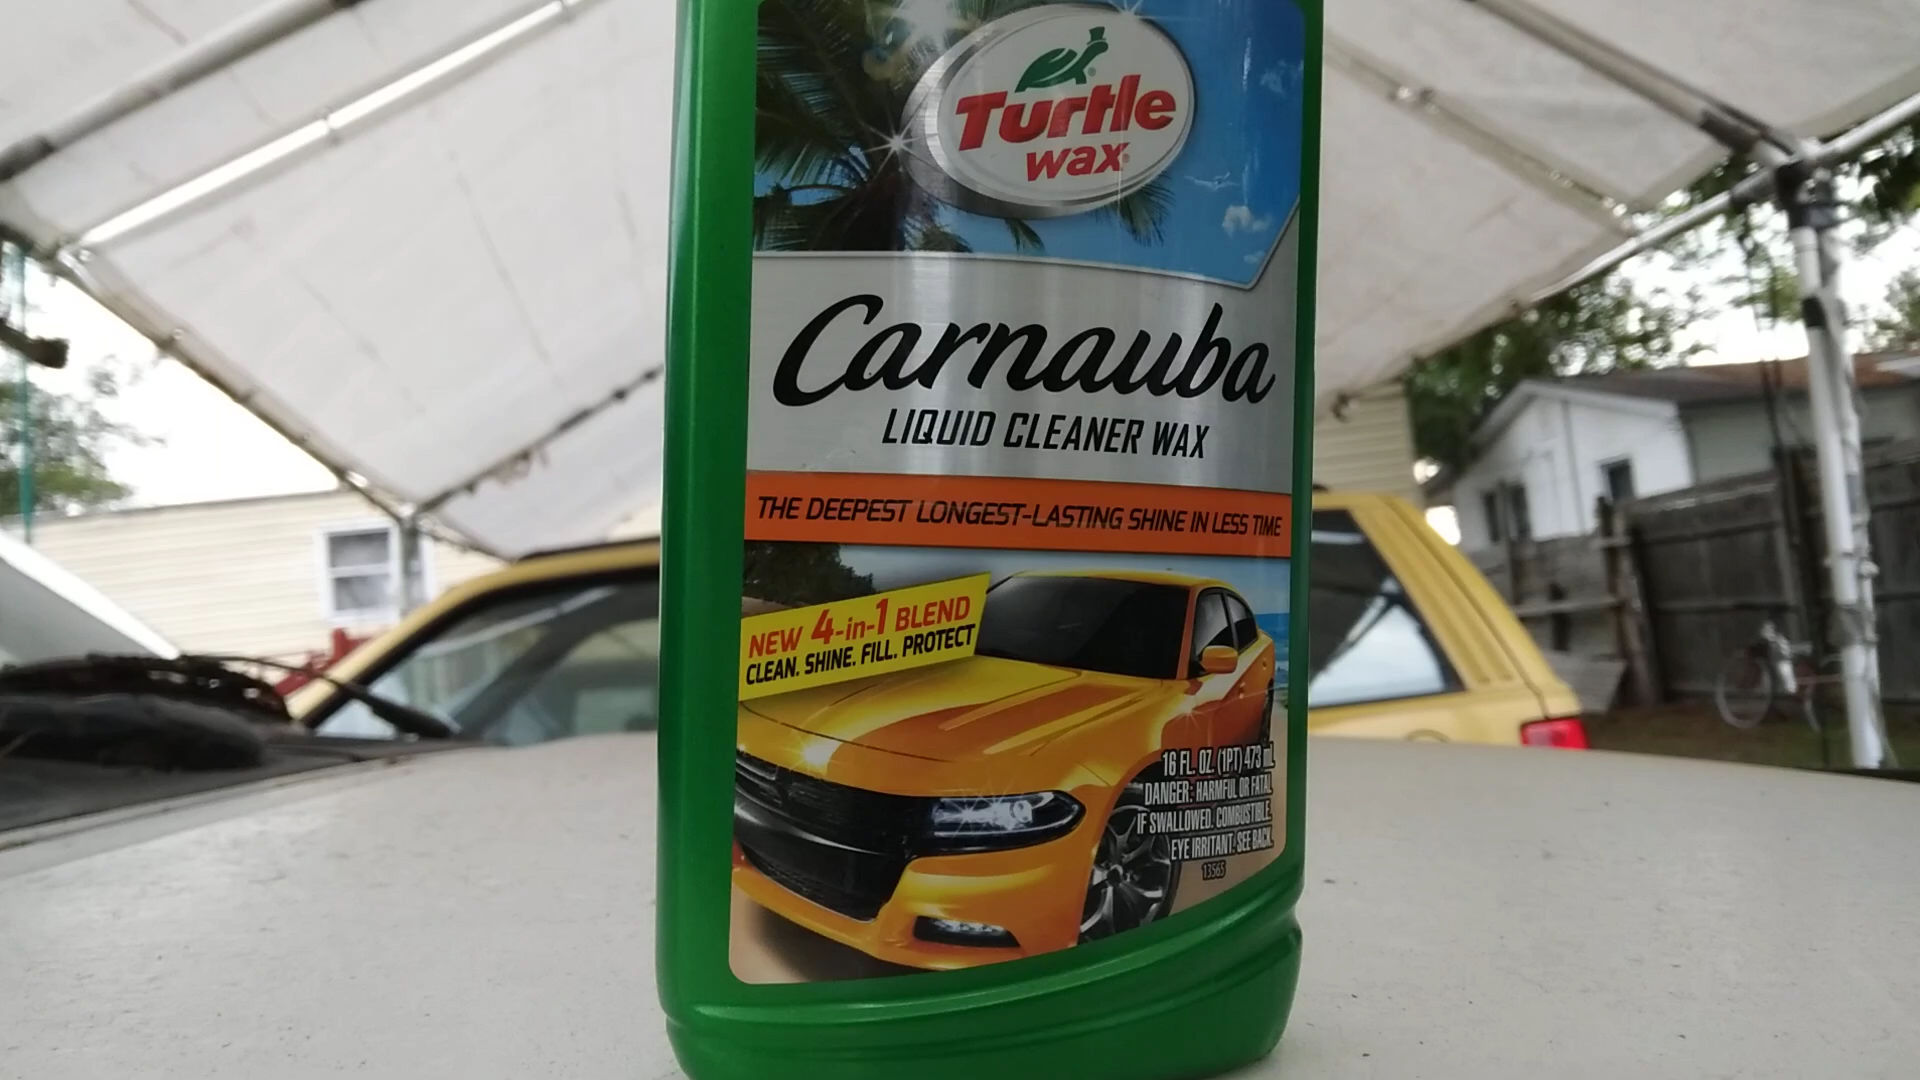 Turtle
wax
Carnauba
LIQUID CLEANER WAX
THE DEEPEST LONGEST-LASTING SHINE IN LESS TIME
NEW 4-in-1 BLEND
CLEAN. SHINE. FILL. PROTECT
16 FL. OZ. (1PT) 473 mL
DANGER: HARMFUL OR FATAL
IF SWALLOWED. COMBUSTIBLE.
EYE IRRITANT. SEE BACK.
13565